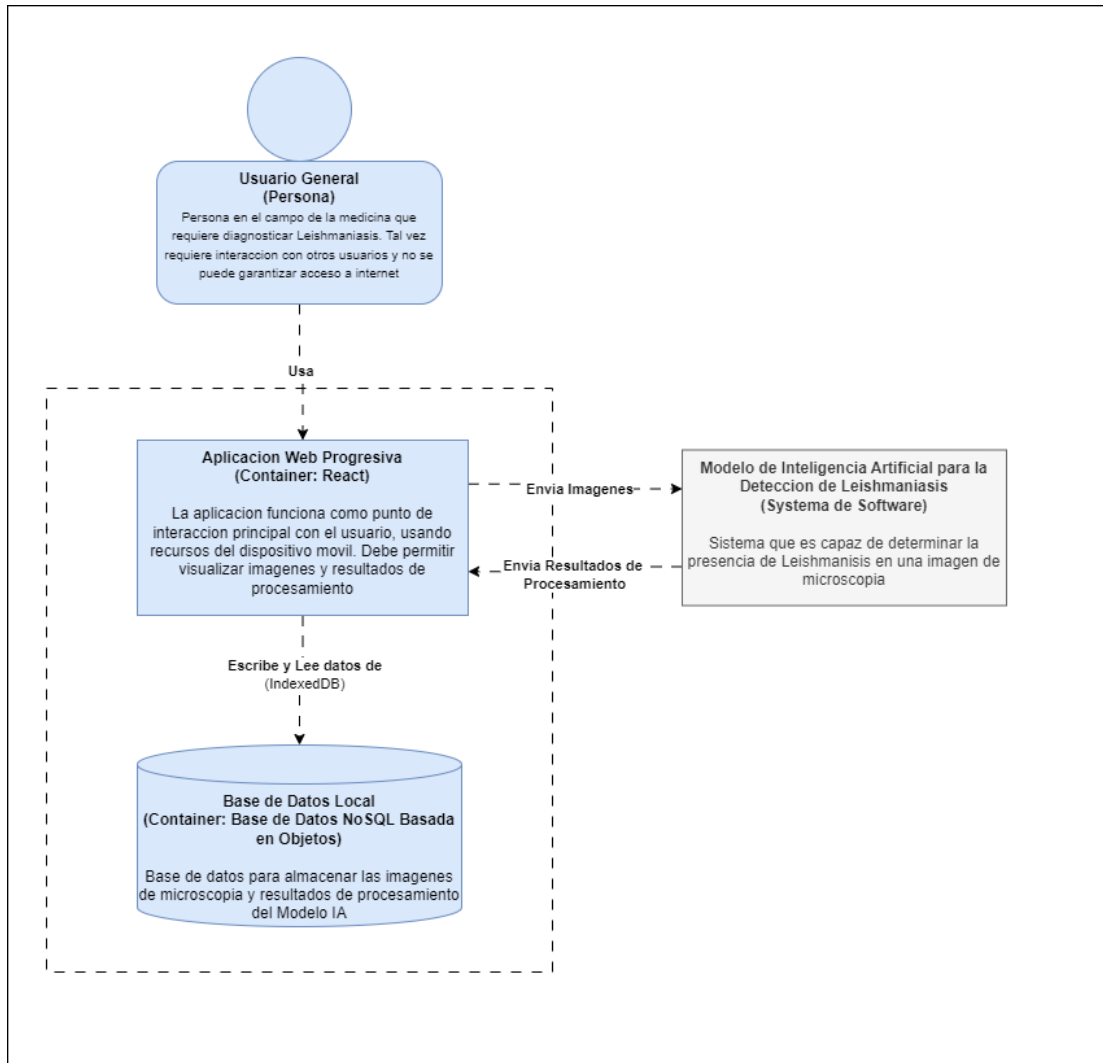 Usuario General
(Persona)
Persona en el campo de la medicina que
requiere diagnosticar Leishmaniasis. Tal vez
requiere interaccion con otros usuarios y no se
puede garantizar acceso a internet
Usa
Aplicacion Web Progresiva
(Container: React)
La aplicacion funciona como punto de
interaccion principal con el usuario, usando
recursos del dispositivo movil. Debe permitir
visualizar imagenes y resultados de
procesamiento
Envia Imagenes
Envia Resultados de
Procesamiento
Modelo de Inteligencia Artificial para la
Deteccion de Leishmaniasis
(Systema de Software)
Sistema que es capaz de determinar la
presencia de Leishmanisis en una imagen de
microscopia
Escribe y Lee datos de
(IndexedDB)
Base de Datos Local
(Container: Base de Datos NoSQL Basada
en Objetos)
Base de datos para almacenar las imagenes
de microscopia y resultados de procesamiento
del Modelo IA